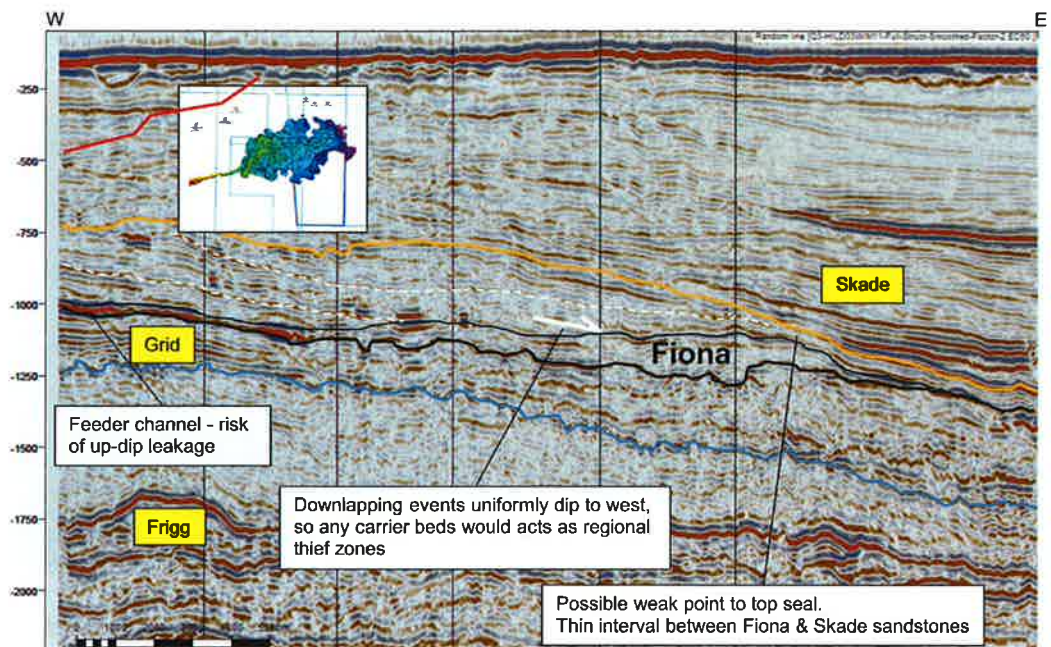 W
E
-250
-500
-750
-1000
-1250
-1500
-1750
-2000
Skade
Grid
Fiona
Feeder channel - risk
of up-dip leakage
Downlapping events uniformly dip to west,
so any carrier beds would acts as regional
thief zones
Frigg
Possible weak point to top seal.
Thin interval between Fiona & Skade sandstones